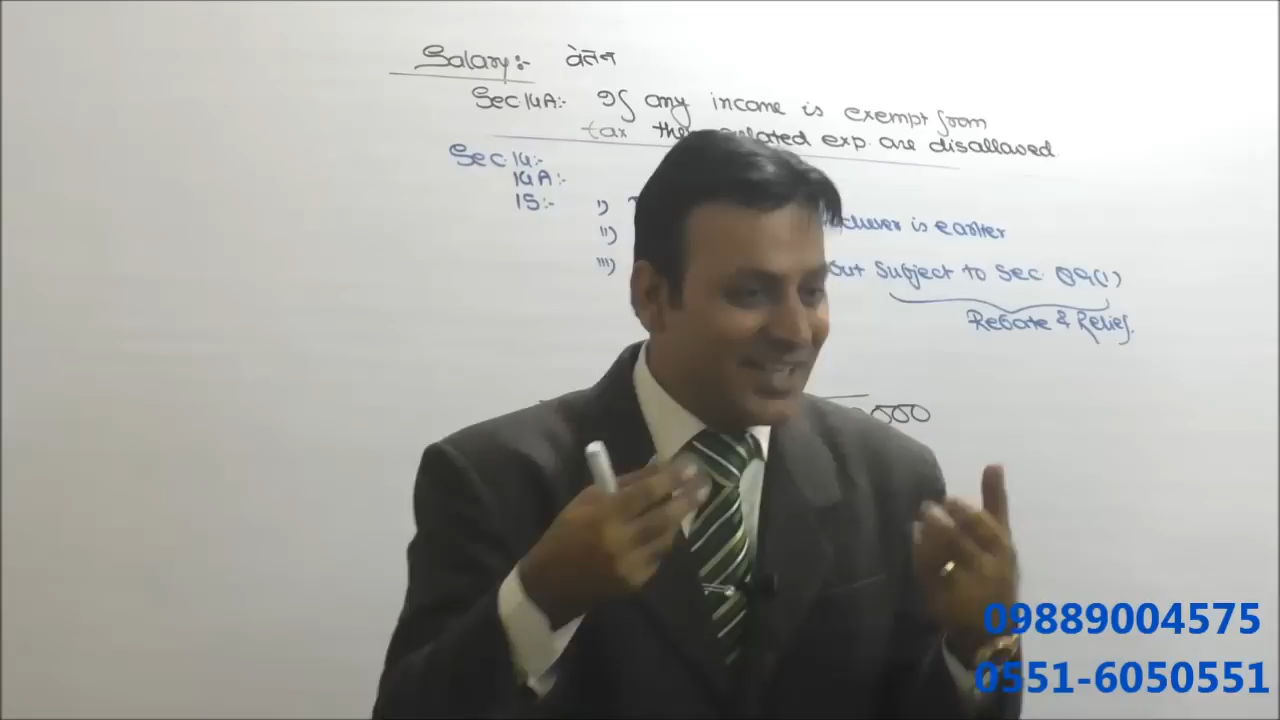 Salary:- वेतन
Sec 14A:- If any income is exempt from
tax then related exp. are disallowed
Sec. 14:-
14A:-
15:- i)
whichever is earlier
ii)
iii) but subject to Sec. 89(1)
Rebate & Relief.
000
09889004575
0551-6050551